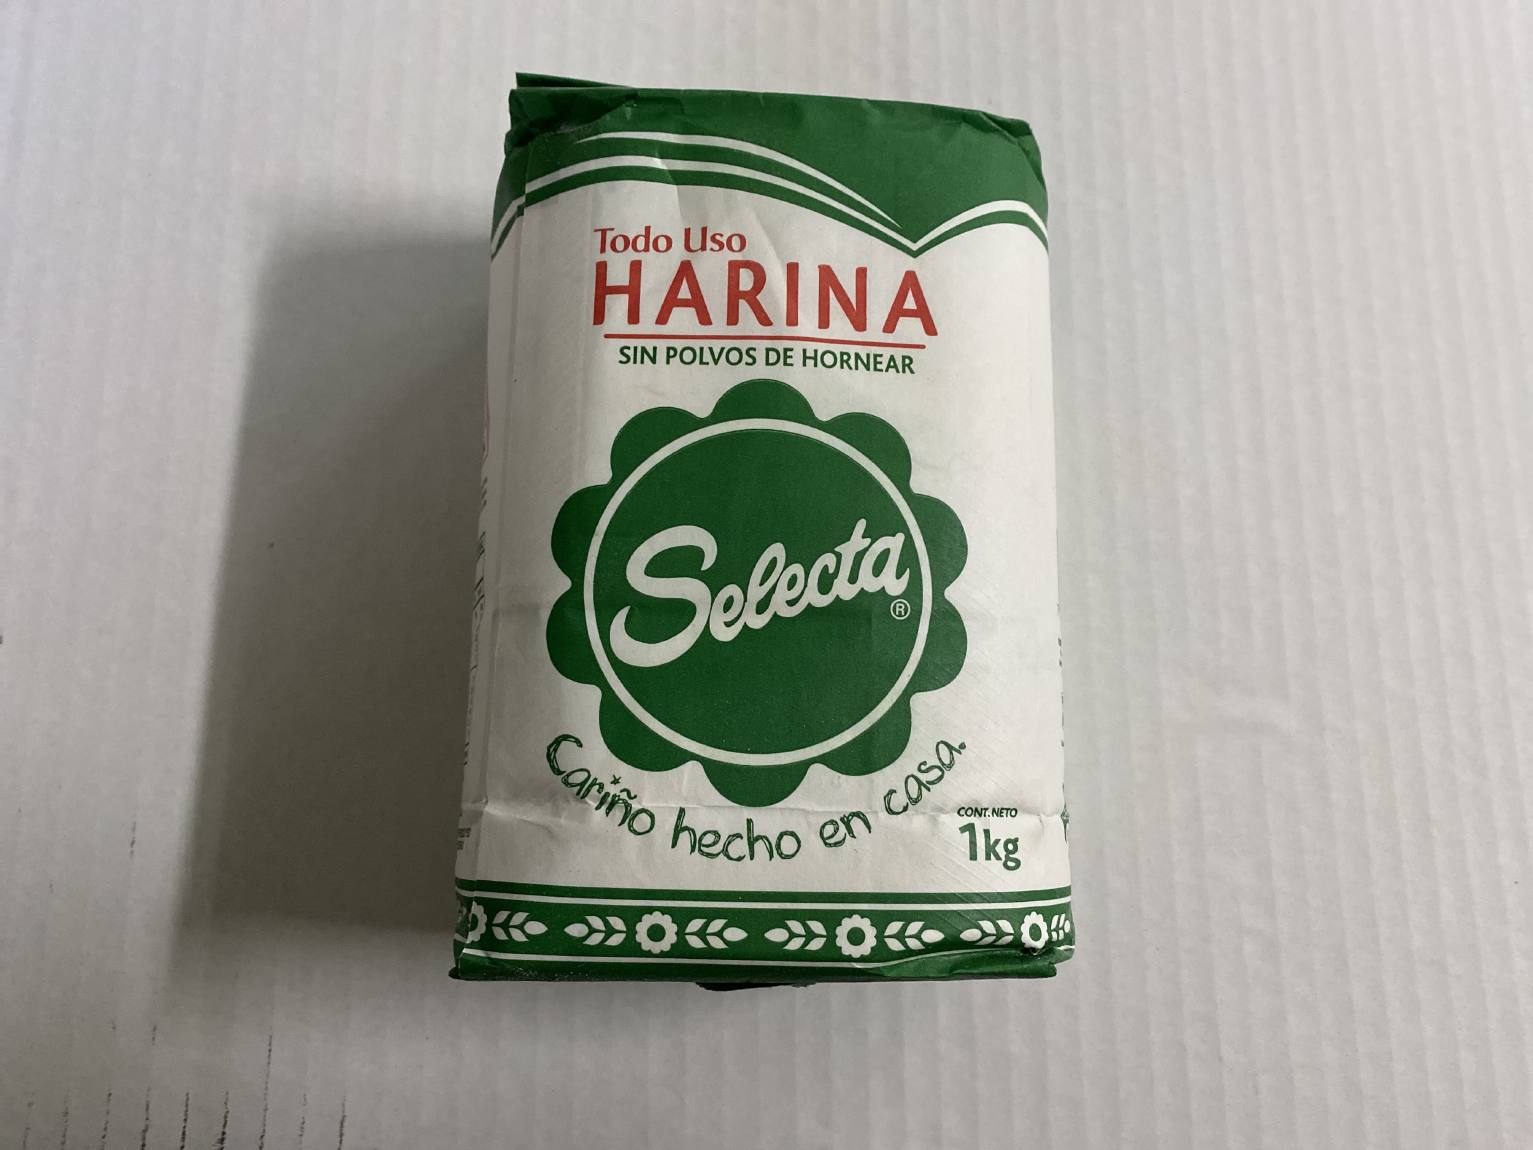 Todo Uso
HARINA
SIN POLVOS DE HORNEAR
Selecta
®
Cariño hecho en casa.
CONT. NETO
1kg